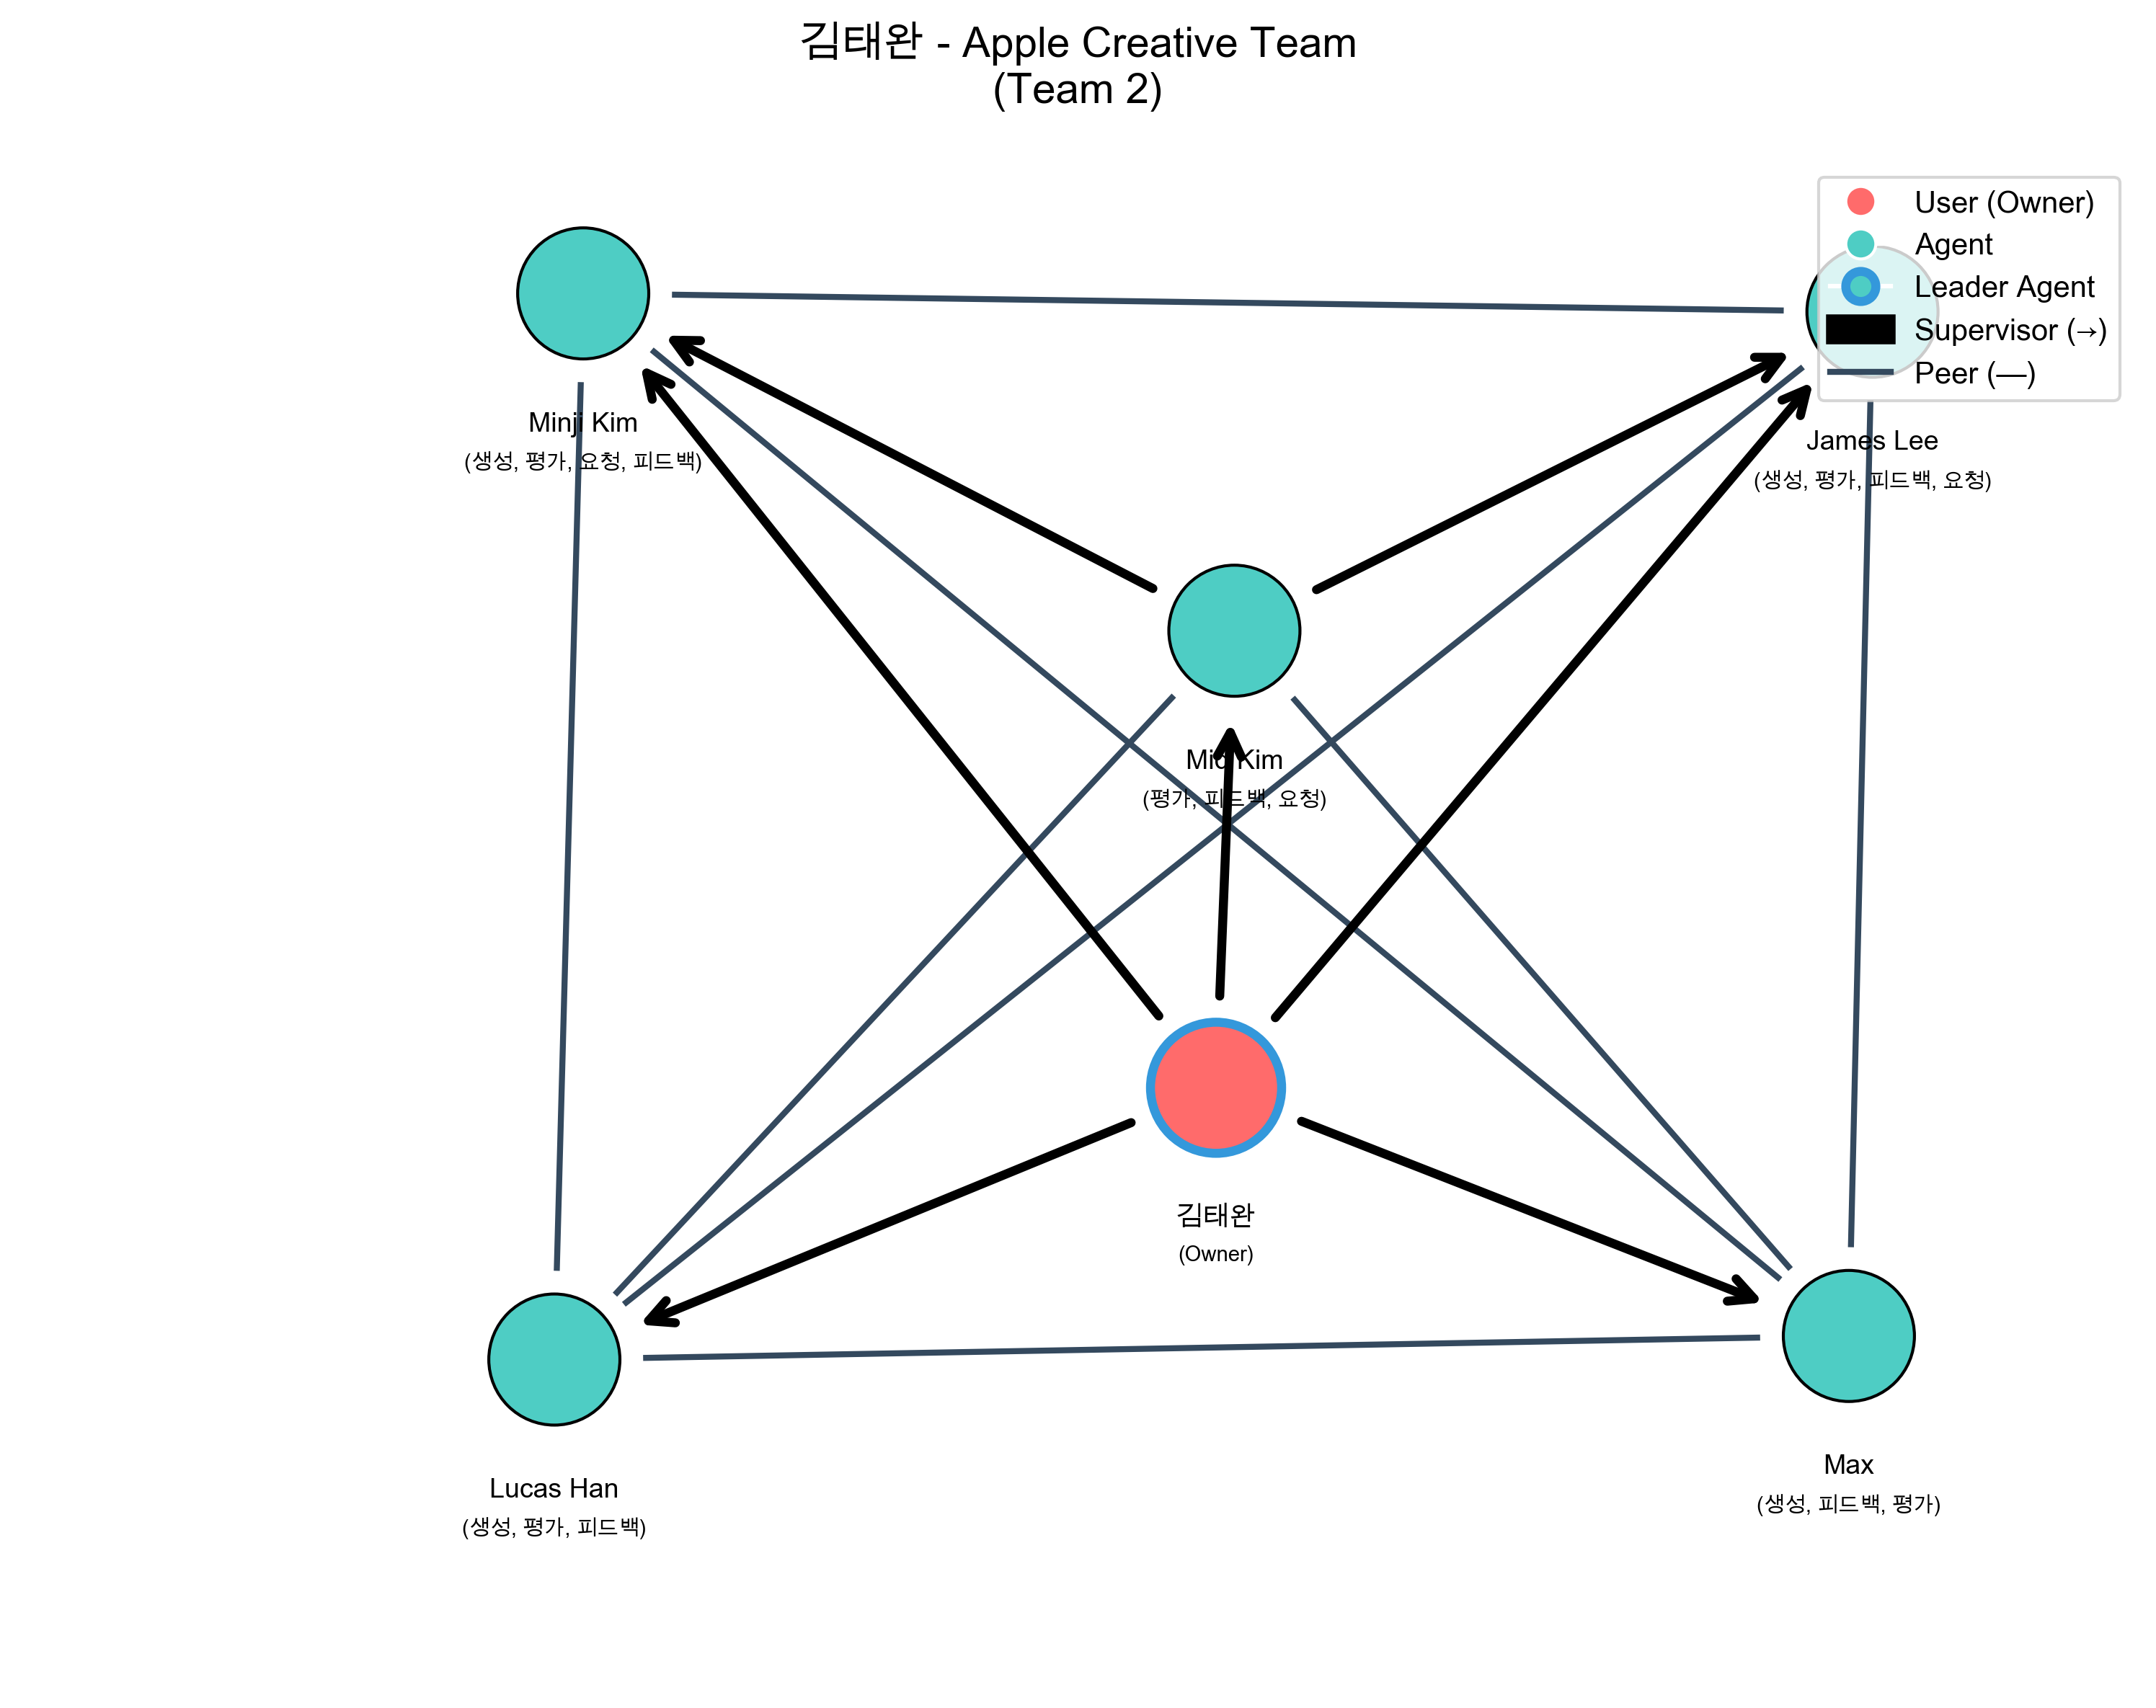 김태완 - Apple Creative Team
(Team 2)
User (Owner)
Agent
Leader Agent
Supervisor (→)
Peer (—)
Minji Kim
(생성, 평가, 요청, 피드백)
James Lee
(생성, 평가, 피드백, 요청)
Kim
(평가, 피드백, 요청)
김태완
(Owner)
Max
(생성, 피드백, 평가)
Lucas Han
(생성, 평가, 피드백)